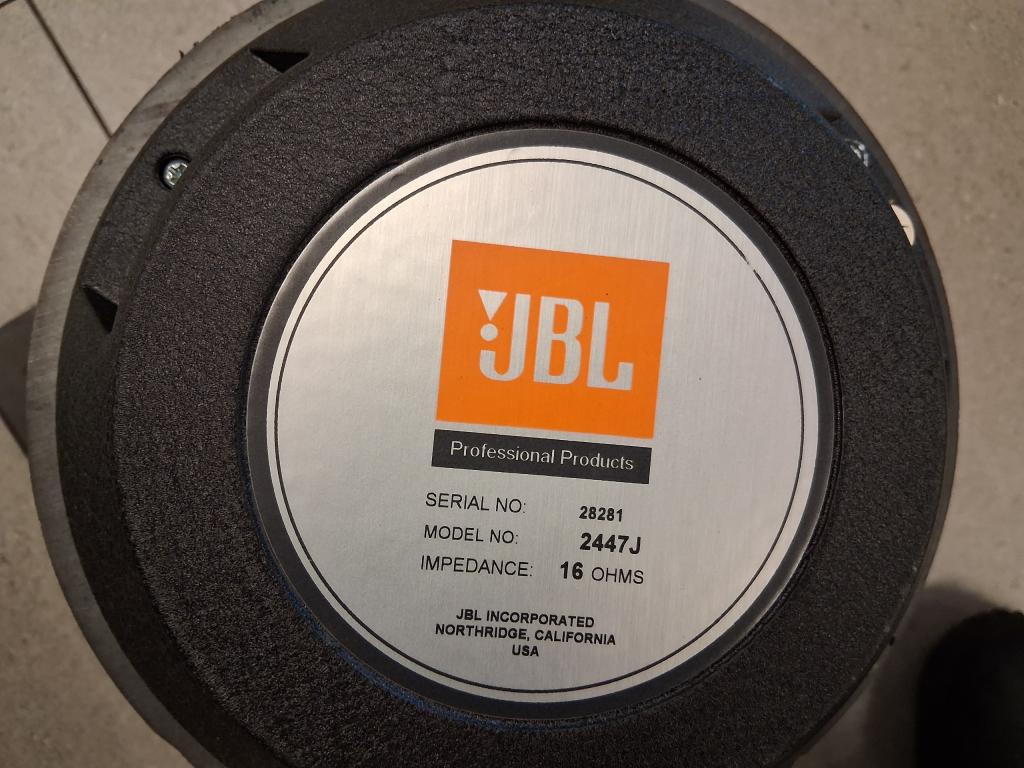 JBL
Professional Products
SERIAL NO: 28281
MODEL NO: 2447J
IMPEDANCE: 16 OHMS
JBL INCORPORATED
NORTHRIDGE, CALIFORNIA
USA